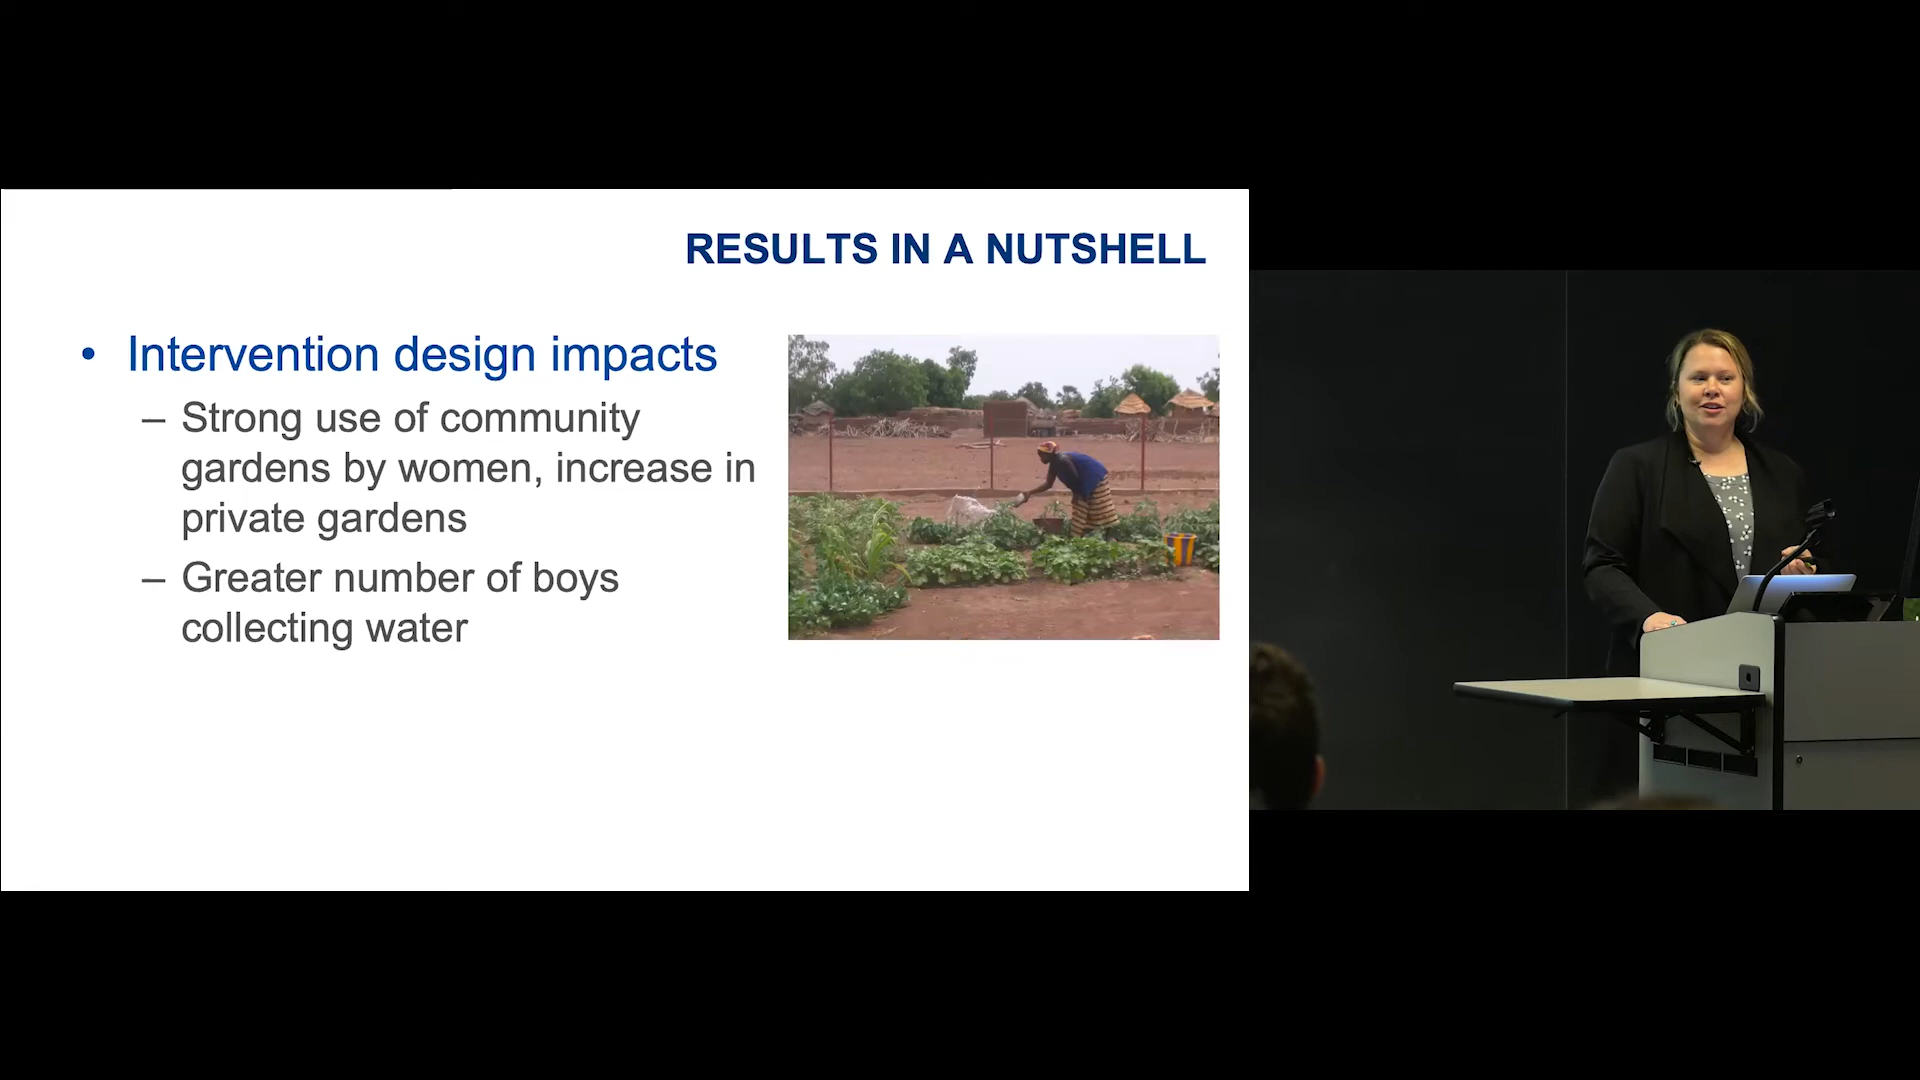 RESULTS IN A NUTSHELL
• Intervention design impacts
– Strong use of community
gardens by women, increase in
private gardens
– Greater number of boys
collecting water